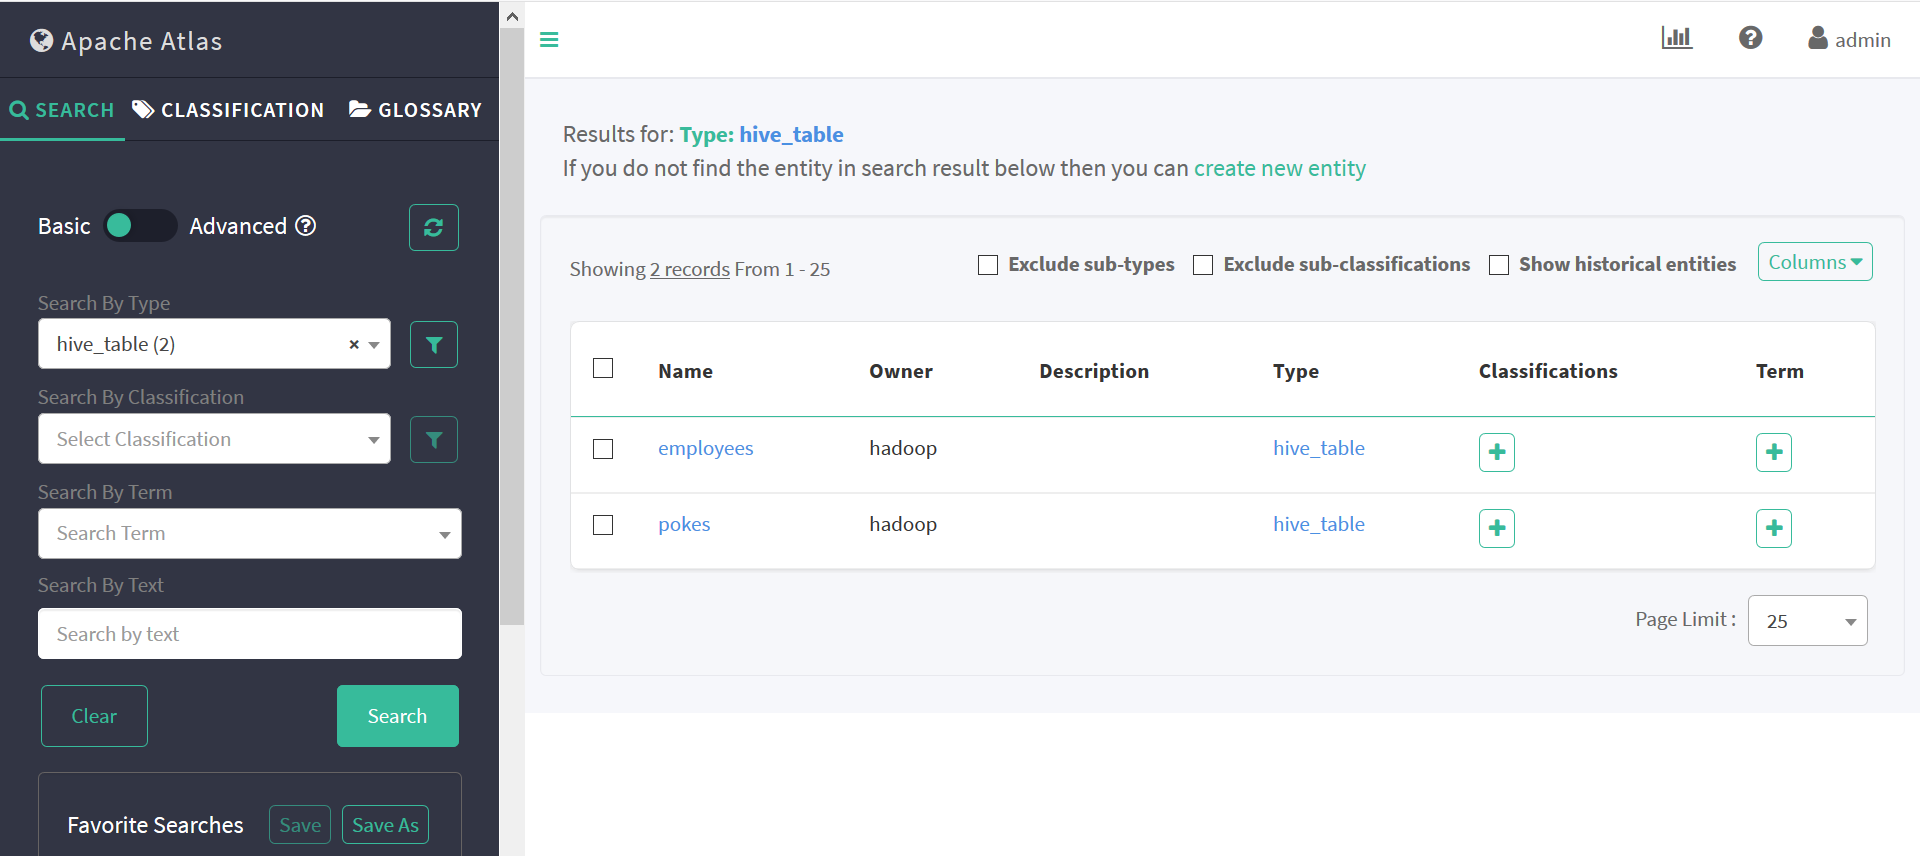 Apache Atlas
admin
SEARCH CLASSIFICATION GLOSSARY
Basic Advanced
Search By Type
hive_table (2) ×
Search By Classification
Select Classification
Search By Term
Search Term
Search By Text
Search by text
Clear Search
Favorite Searches Save Save As
Results for: Type: hive_table
If you do not find the entity in search result below then you can create new entity
Showing 2 records From 1 - 25 Exclude sub-types Exclude sub-classifications Show historical entities Columns
Name Owner Description Type Classifications Term
employees hadoop hive_table
pokes hadoop hive_table
Page Limit : 25